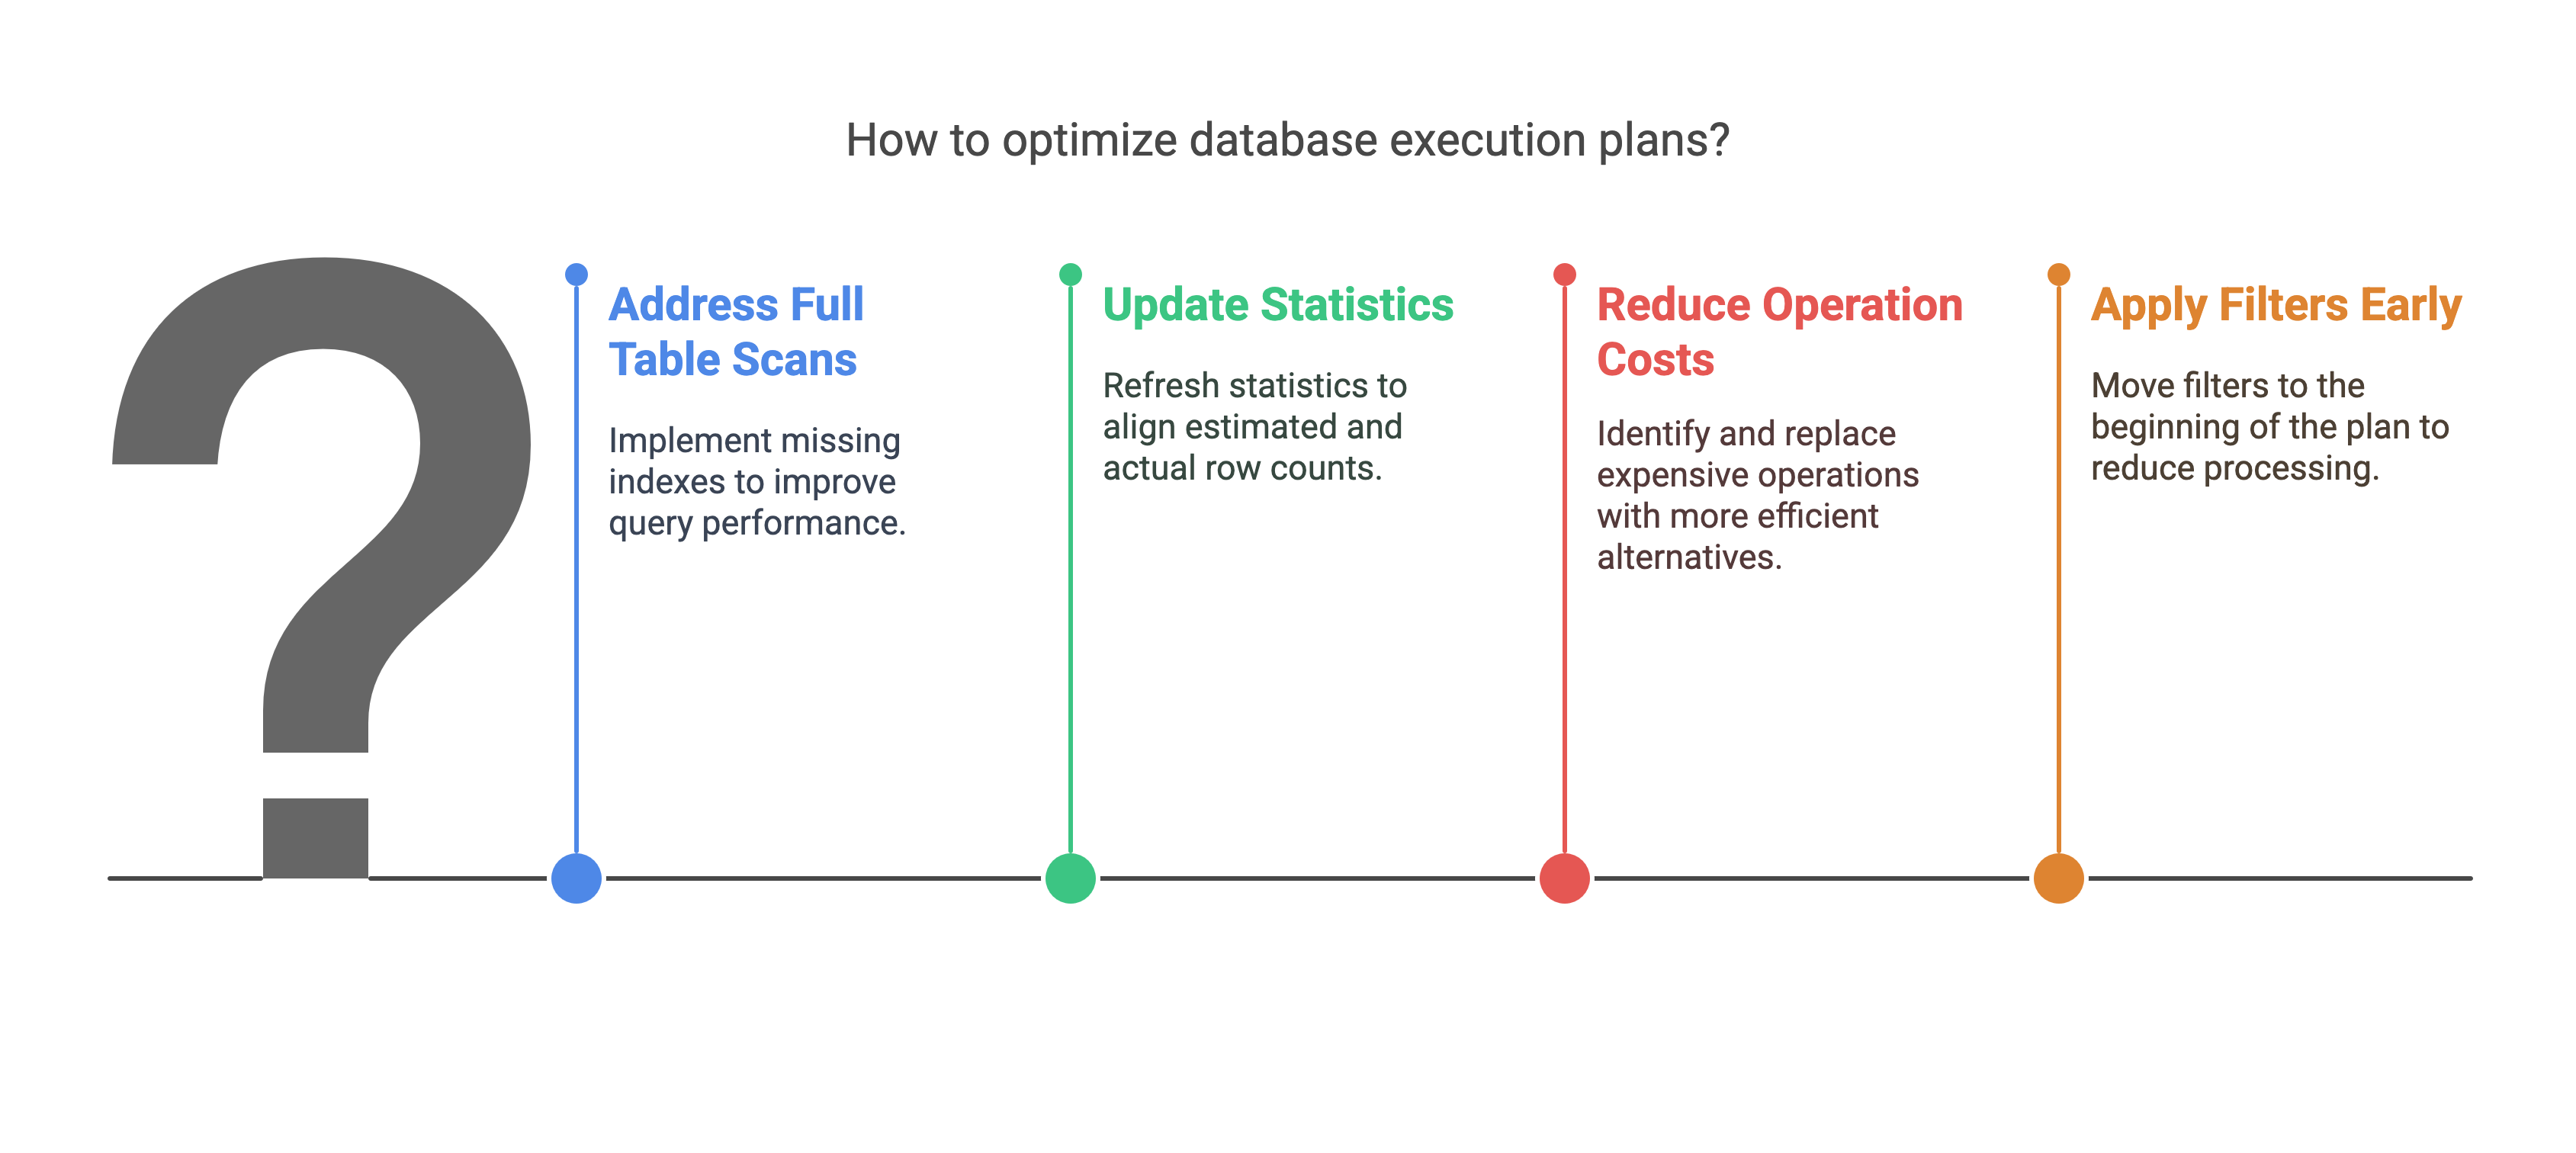 How to optimize database execution plans?
Address Full
Table Scans
Implement missing
indexes to improve
query performance.
Update Statistics
Refresh statistics to
align estimated and
actual row counts.
Reduce Operation
Costs
Identify and replace
expensive operations
with more efficient
alternatives.
Apply Filters Early
Move filters to the
beginning of the plan to
reduce processing.
?